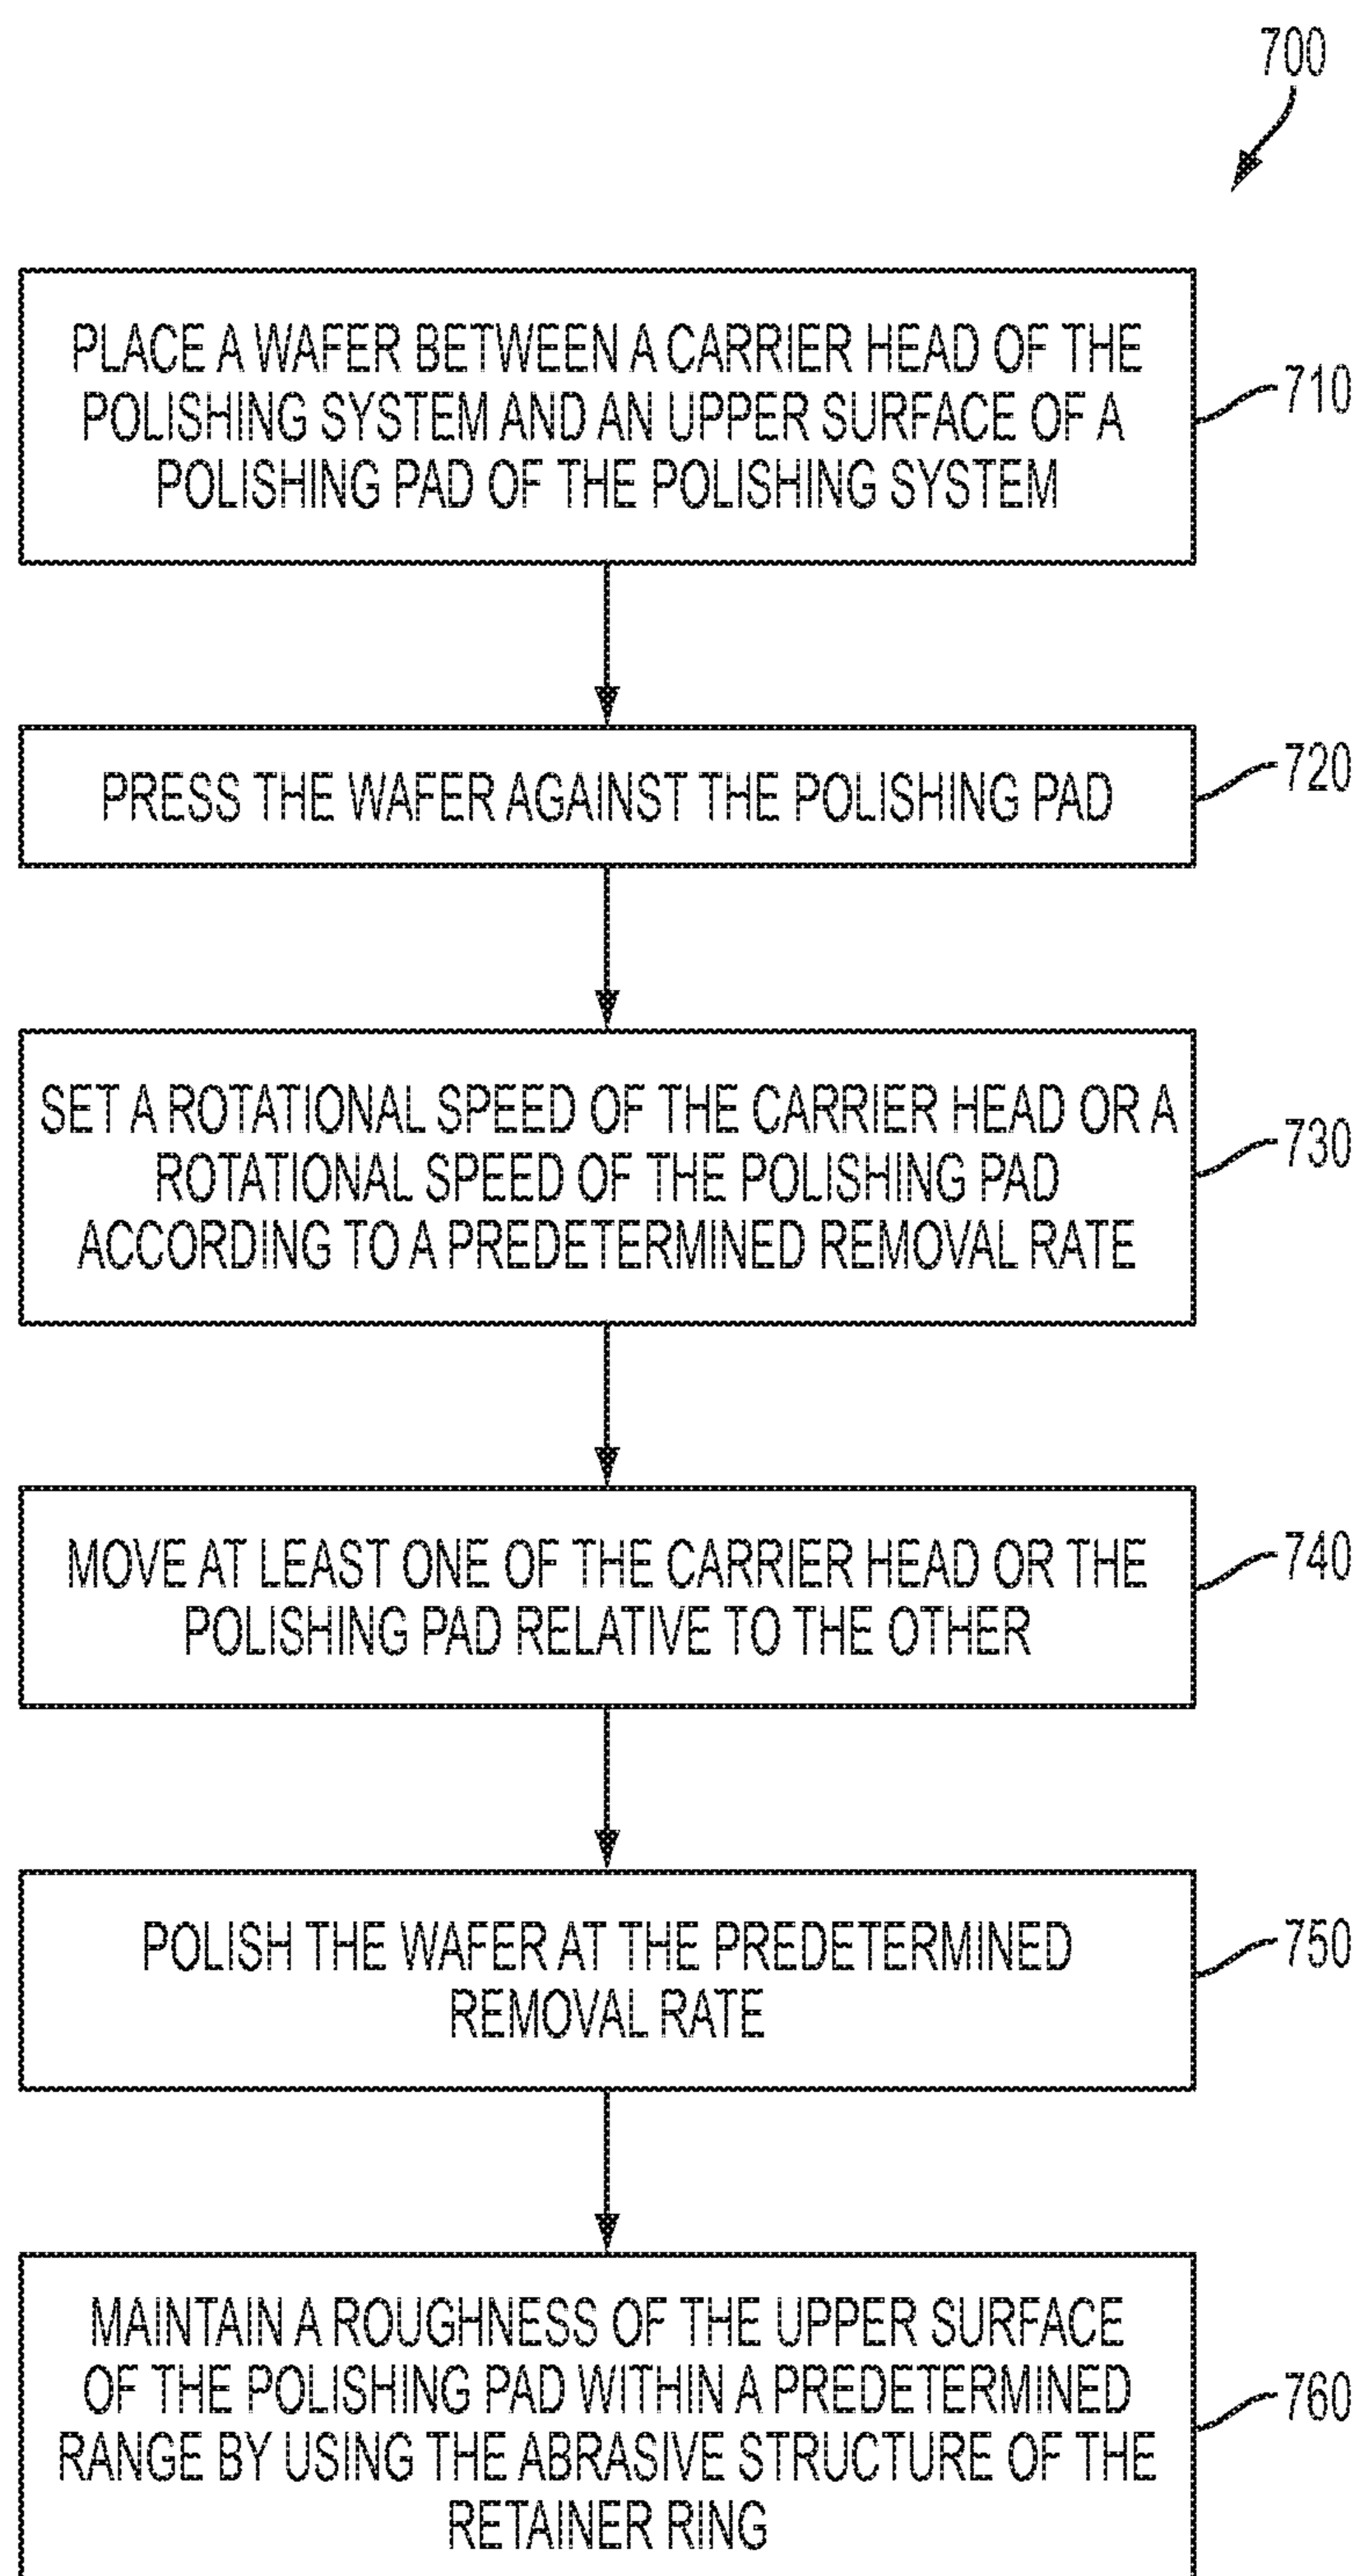 700
PLACE A WAFER BETWEEN A CARRIER HEAD OF THE
POLISHING SYSTEM AND AN UPPER SURFACE OF A
POLISHING PAD OF THE POLISHING SYSTEM
710
PRESS THE WAFER AGAINST THE POLISHING PAD
720
SET A ROTATIONAL SPEED OF THE CARRIER HEAD OR A
ROTATIONAL SPEED OF THE POLISHING PAD
ACCORDING TO A PREDETERMINED REMOVAL RATE
730
MOVE AT LEAST ONE OF THE CARRIER HEAD OR THE
POLISHING PAD RELATIVE TO THE OTHER
740
POLISH THE WAFER AT THE PREDETERMINED
REMOVAL RATE
750
MAINTAIN A ROUGHNESS OF THE UPPER SURFACE
OF THE POLISHING PAD WITHIN A PREDETERMINED
RANGE BY USING THE ABRASIVE STRUCTURE OF THE
RETAINER RING
760